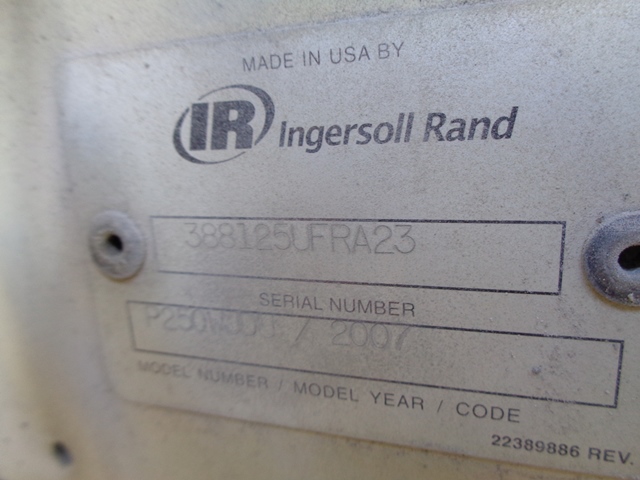 MADE IN USA BY
IR Ingersoll Rand
388125UFRA23
SERIAL NUMBER
/ 2007
MODEL NUMBER / MODEL YEAR / CODE
22389886 REV.